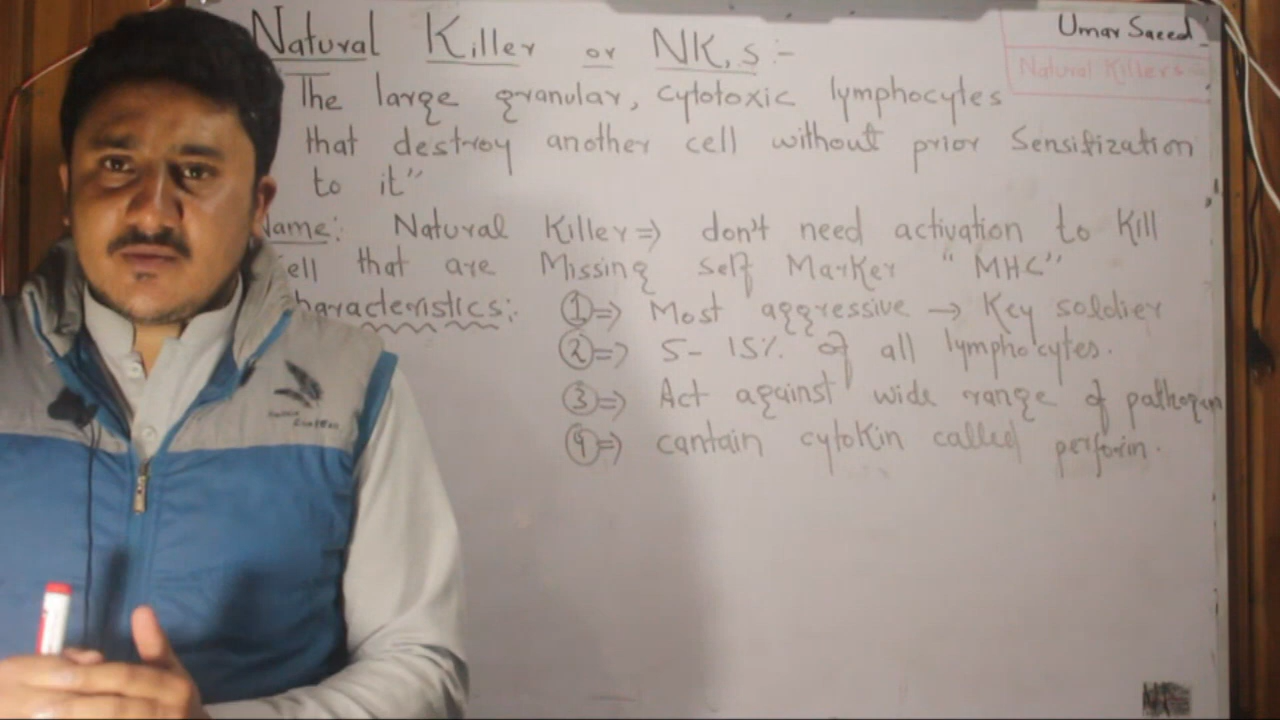 Natural Killer or NK,s:-
Umar Saeed
Natural Killers
The large granular, cytotoxic lymphocytes
that destroy another cell without prior Sensitization
to it"
Name: Natural Killer => don't need activation to Kill
ell that are Missing self Marker "MHC"
haracteristics: ①=> Most aggressive → Key soldier
②=> 5-15% of all lymphocytes.
③=> Act against wide range of pathogen
④=> cantain cytokin called perforin.